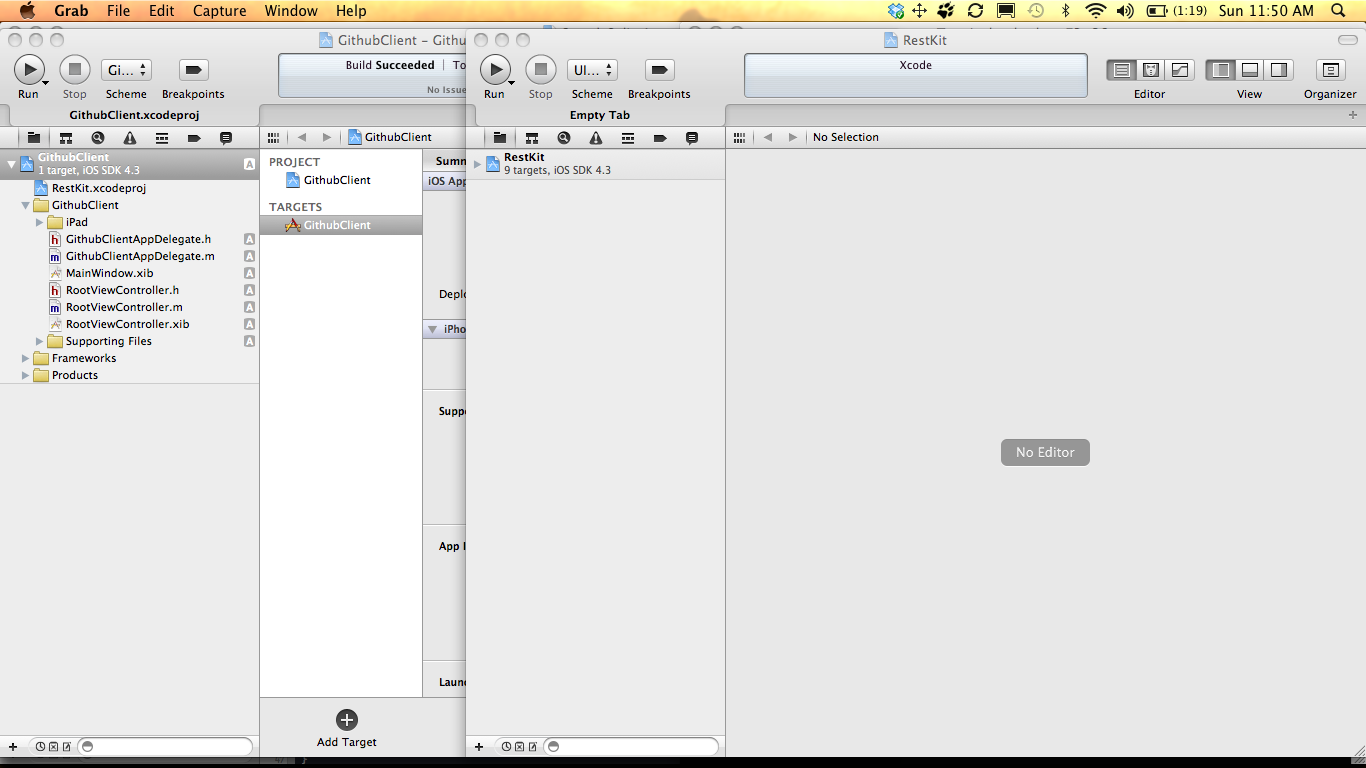 Grab File Edit Capture Window Help (1:19) Sun 11:50 AM
GithubClient – Githu
Gi...
Build Succeeded To
No Issue
Run Stop Scheme Breakpoints
GithubClient.xcodeproj
GithubClient
GithubClient
1 target, iOS SDK 4.3
A
RestKit.xcodeproj
GithubClient
iPad
GithubClientAppDelegate.h A
GithubClientAppDelegate.m A
MainWindow.xib A
RootViewController.h A
RootViewController.m A
RootViewController.xib A
Supporting Files A
Frameworks
Products
PROJECT
GithubClient
TARGETS
GithubClient
Add Target
Summ
iOS App
Deplo
iPho
Suppo
App I
Laun
RestKit
UI...
Xcode
Run Stop Scheme Breakpoints Editor View Organizer
Empty Tab
No Selection
RestKit
9 targets, iOS SDK 4.3
No Editor